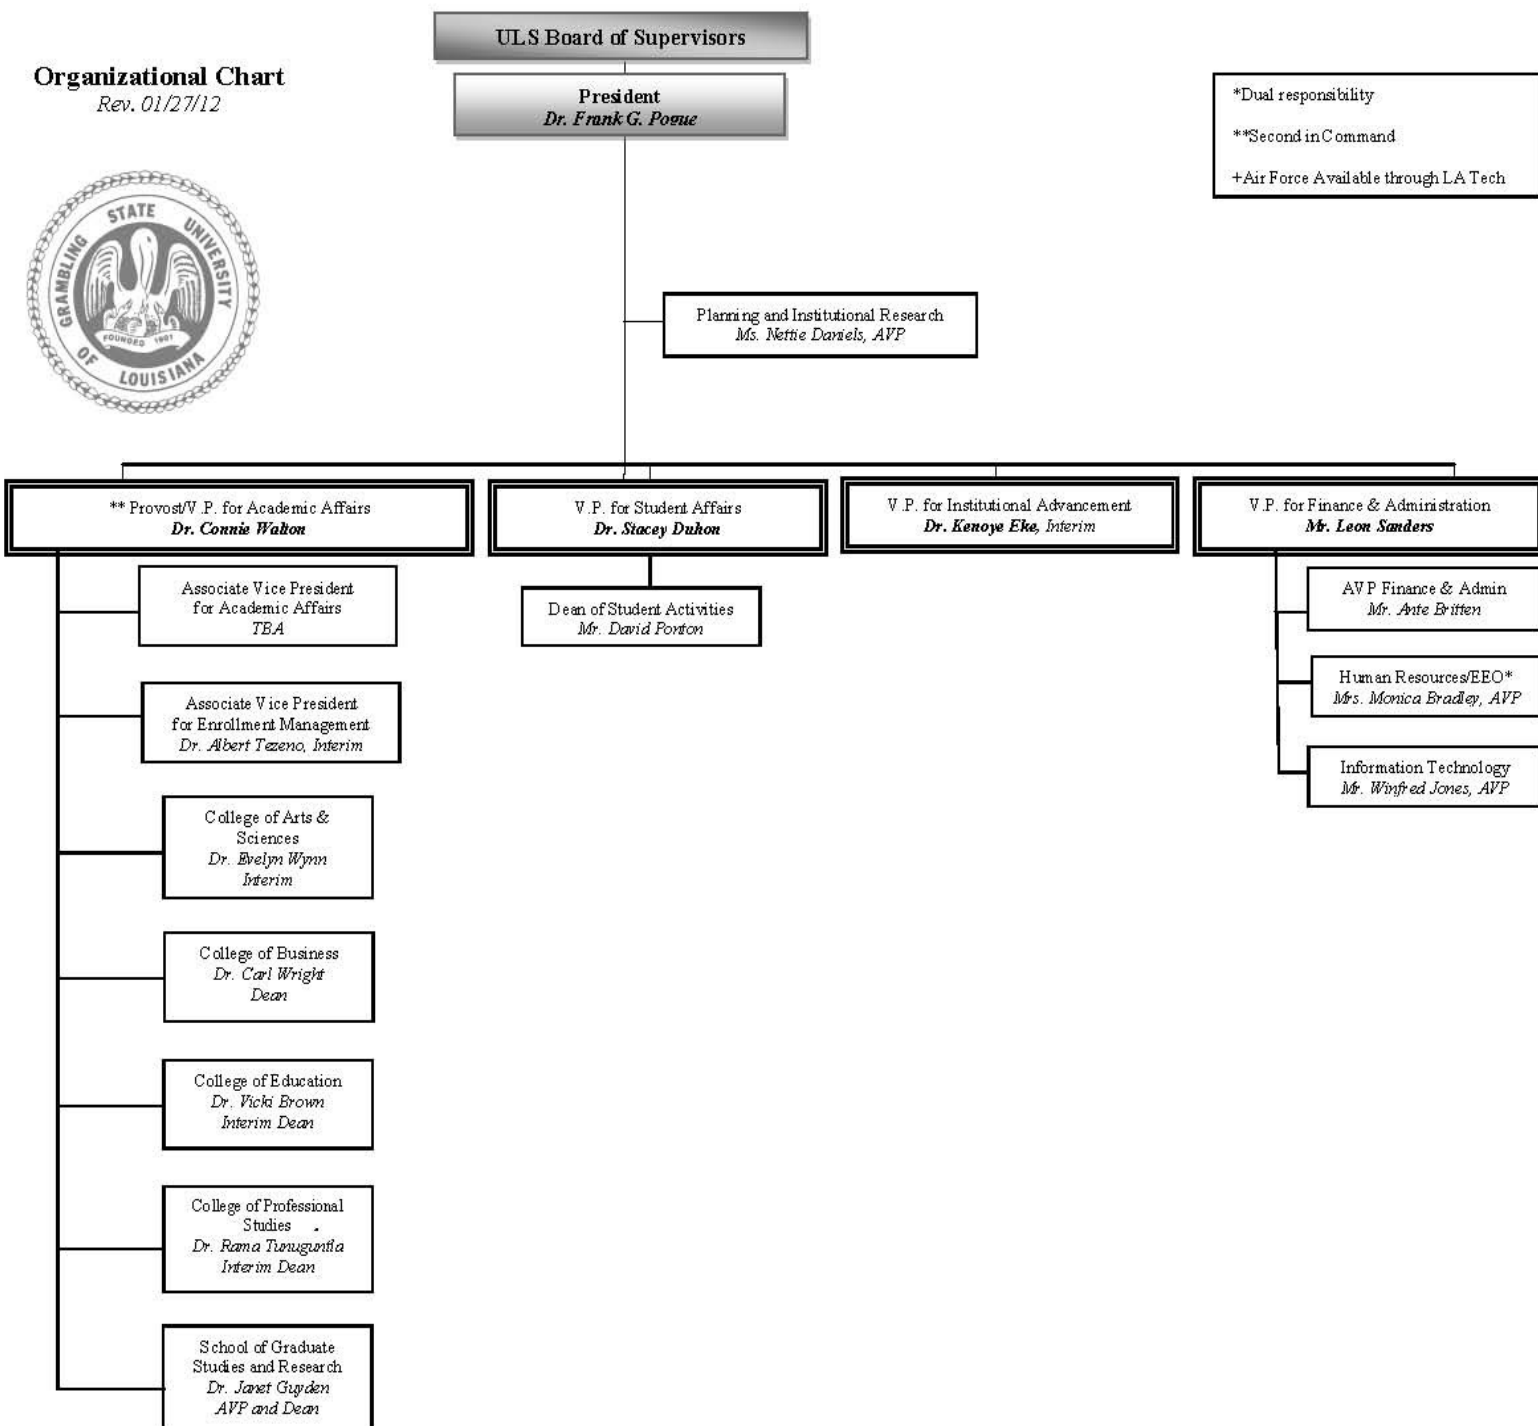 ULS Board of Supervisors
Organizational Chart
Rev. 01/27/12
President
Dr. Frank G. Pogue
*Dual responsibility
**Second in Command
+Air Force Available through LA Tech
GRAMBLING STATE UNIVERSITY
OF LOUISIANA
FOUNDED 1901
Planning and Institutional Research
Ms. Nettie Daniels, AVP
** Provost/V.P. for Academic Affairs
Dr. Connie Walton
V.P. for Student Affairs
Dr. Stacey Duhon
V.P. for Institutional Advancement
Dr. Kenoye Eke, Interim
V.P. for Finance & Administration
Mr. Leon Sanders
Associate Vice President
for Academic Affairs
TBA
Associate Vice President
for Enrollment Management
Dr. Albert Tezeno, Interim
College of Arts &
Sciences
Dr. Evelyn Wynn
Interim
College of Business
Dr. Carl Wright
Dean
College of Education
Dr. Vicki Brown
Interim Dean
College of Professional
Studies .
Dr. Rama Tunuguntla
Interim Dean
School of Graduate
Studies and Research
Dr. Janet Guyden
AVP and Dean
Dean of Student Activities
Mr. David Ponton
AVP Finance & Admin
Mr. Ante Britten
Human Resources/EEO*
Mrs. Monica Bradley, AVP
Information Technology
Mr. Winfred Jones, AVP